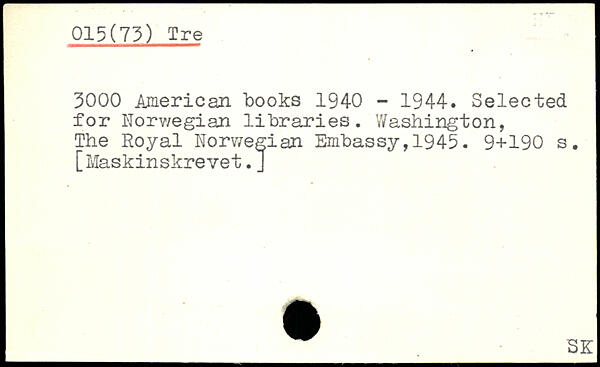 015(73) Tre
3000 American books 1940 - 1944. Selected
for Norwegian libraries. Washington,
The Royal Norwegian Embassy,1945. 9+190 s.
[Maskinskrevet.]
SK